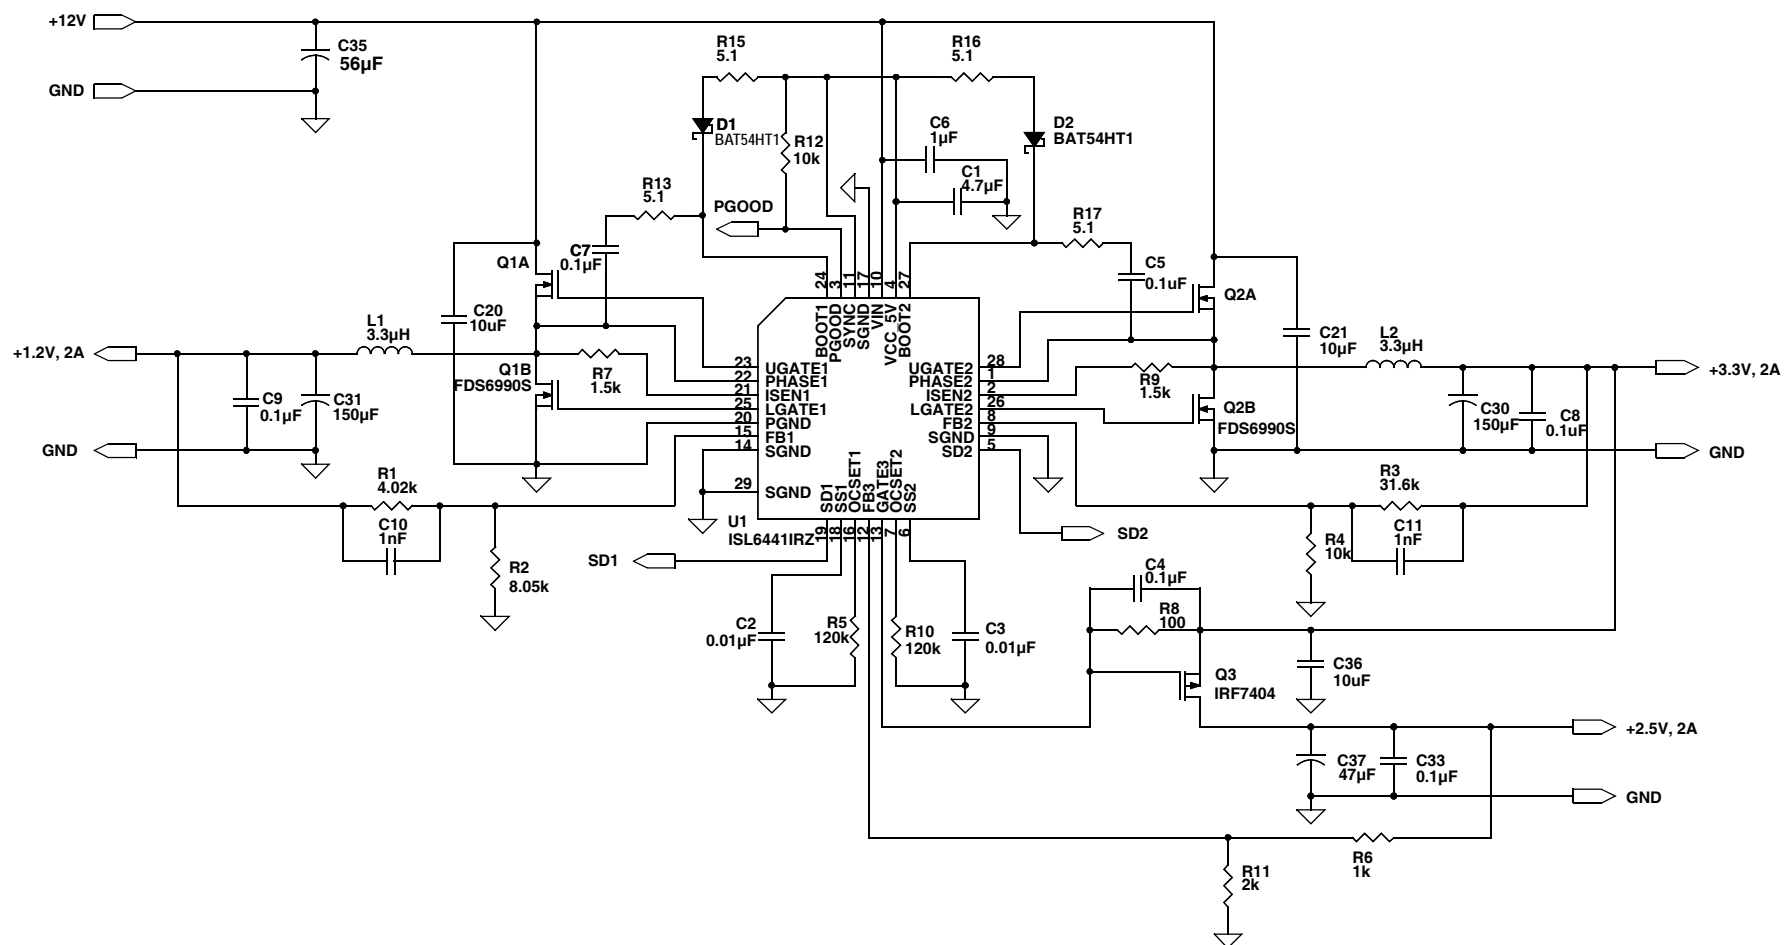 +12V
C35
56µF
GND
R15
5.1
R16
5.1
D1
BAT54HT1
R12
10k
C6
1µF
C1
4.7µF
D2
BAT54HT1
R13
5.1
PGOOD
R17
5.1
C7
0.1µF
C5
0.1uF
Q1A
Q2A
C20
10uF
C21
10µF
24
3
11
17
10
4
27
BOOT1
PGOOD
SYNC
SGND
VIN
VCC_5V
BOOT2
L1
3.3µH
L2
3.3µH
+1.2V, 2A
+3.3V, 2A
Q1B
FDS6990S
R7
1.5k
R9
1.5k
Q2B
FDS6990S
C9
0.1µF
C31
150µF
C30
150µF
C8
0.1uF
23
UGATE1
22
PHASE1
21
ISEN1
25
LGATE1
20
PGND
15
FB1
14
SGND
29
SGND
UGATE2
28
PHASE2
1
ISEN2
2
LGATE2
26
FB2
8
SGND
9
SD2
5
GND
GND
SD1
SS1
OCSET1
FB3
GATE3
OCSET2
SS2
19
18
16
12
13
7
6
U1
ISL6441IRZ
R1
4.02k
C10
1nF
R2
8.05k
R3
31.6k
C11
1nF
R4
10k
SD1
SD2
C2
0.01µF
R5
120k
R10
120k
C3
0.01µF
C4
0.1µF
R8
100
Q3
IRF7404
C36
10uF
+2.5V, 2A
C37
47µF
C33
0.1µF
GND
R6
1k
R11
2k